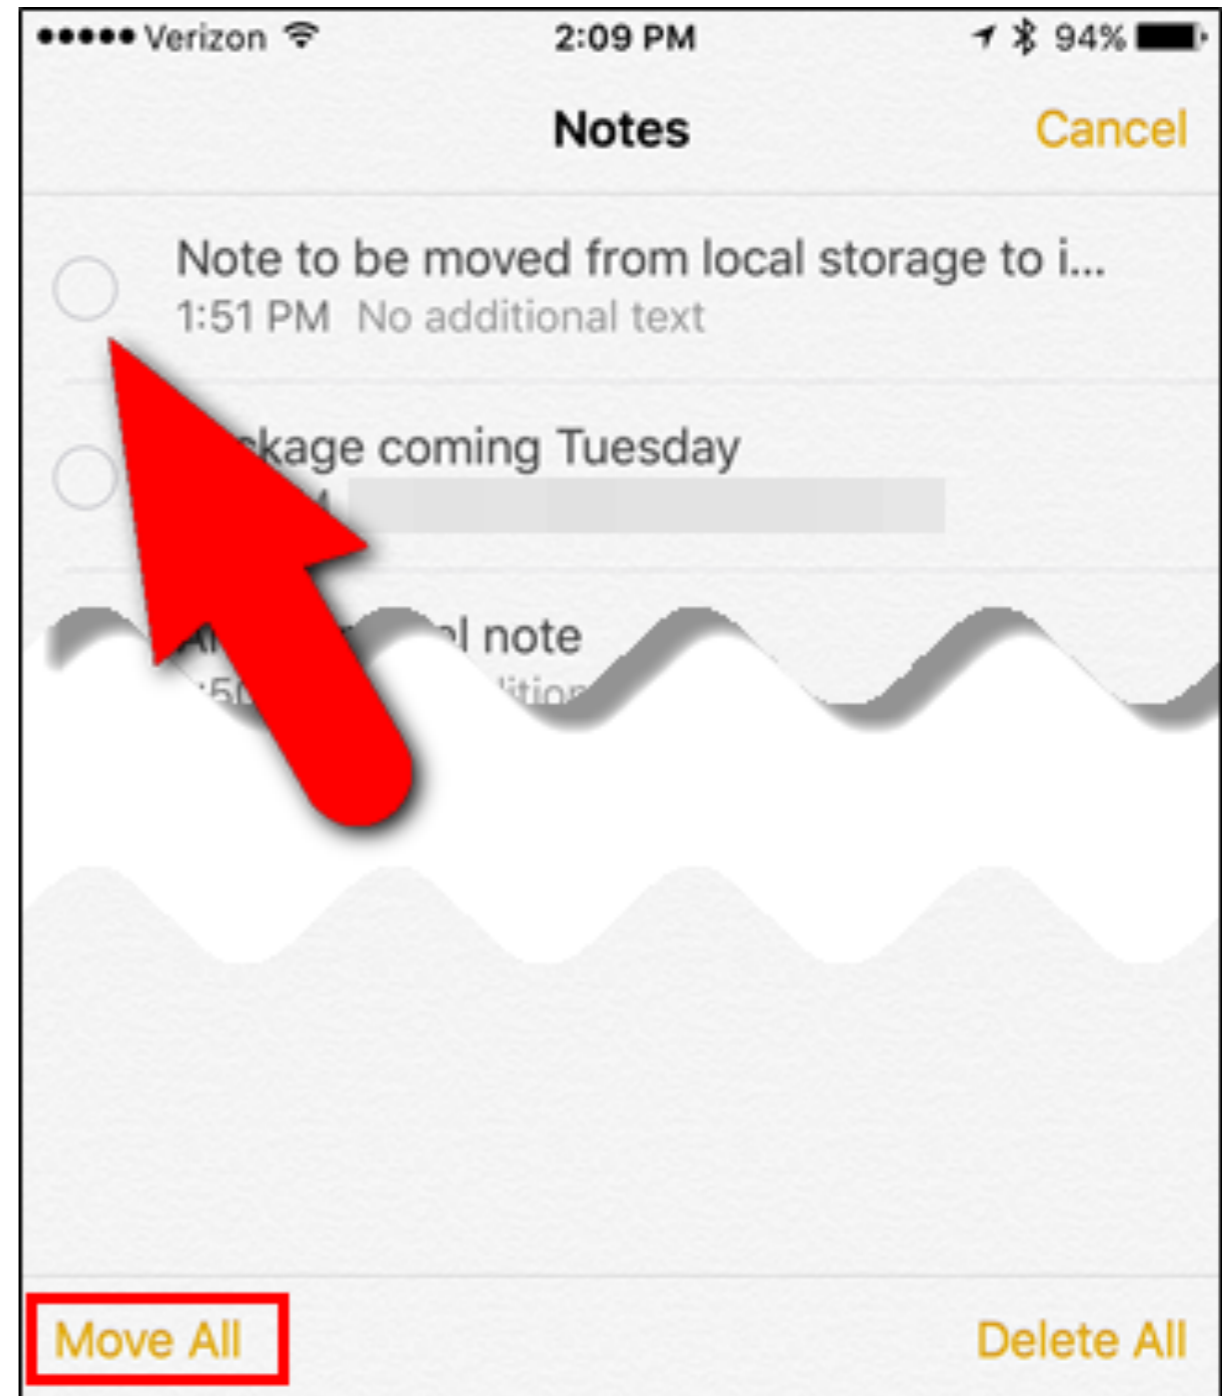 Verizon 2:09 PM 94%
Notes Cancel
Note to be moved from local storage to i...
1:51 PM No additional text
coming Tuesday
note
Move All Delete All